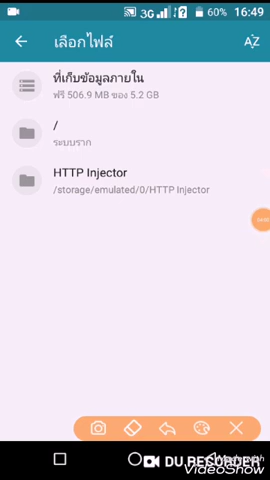 3G 60% 16:49
เลือกไฟล์ AZ
ที่เก็บข้อมูลภายใน
ฟรี 506.9 MB ของ 5.2 GB
/
ระบบราก
HTTP Injector
/storage/emulated/0/HTTP Injector
Made with
DU RECORDER
VideoShow